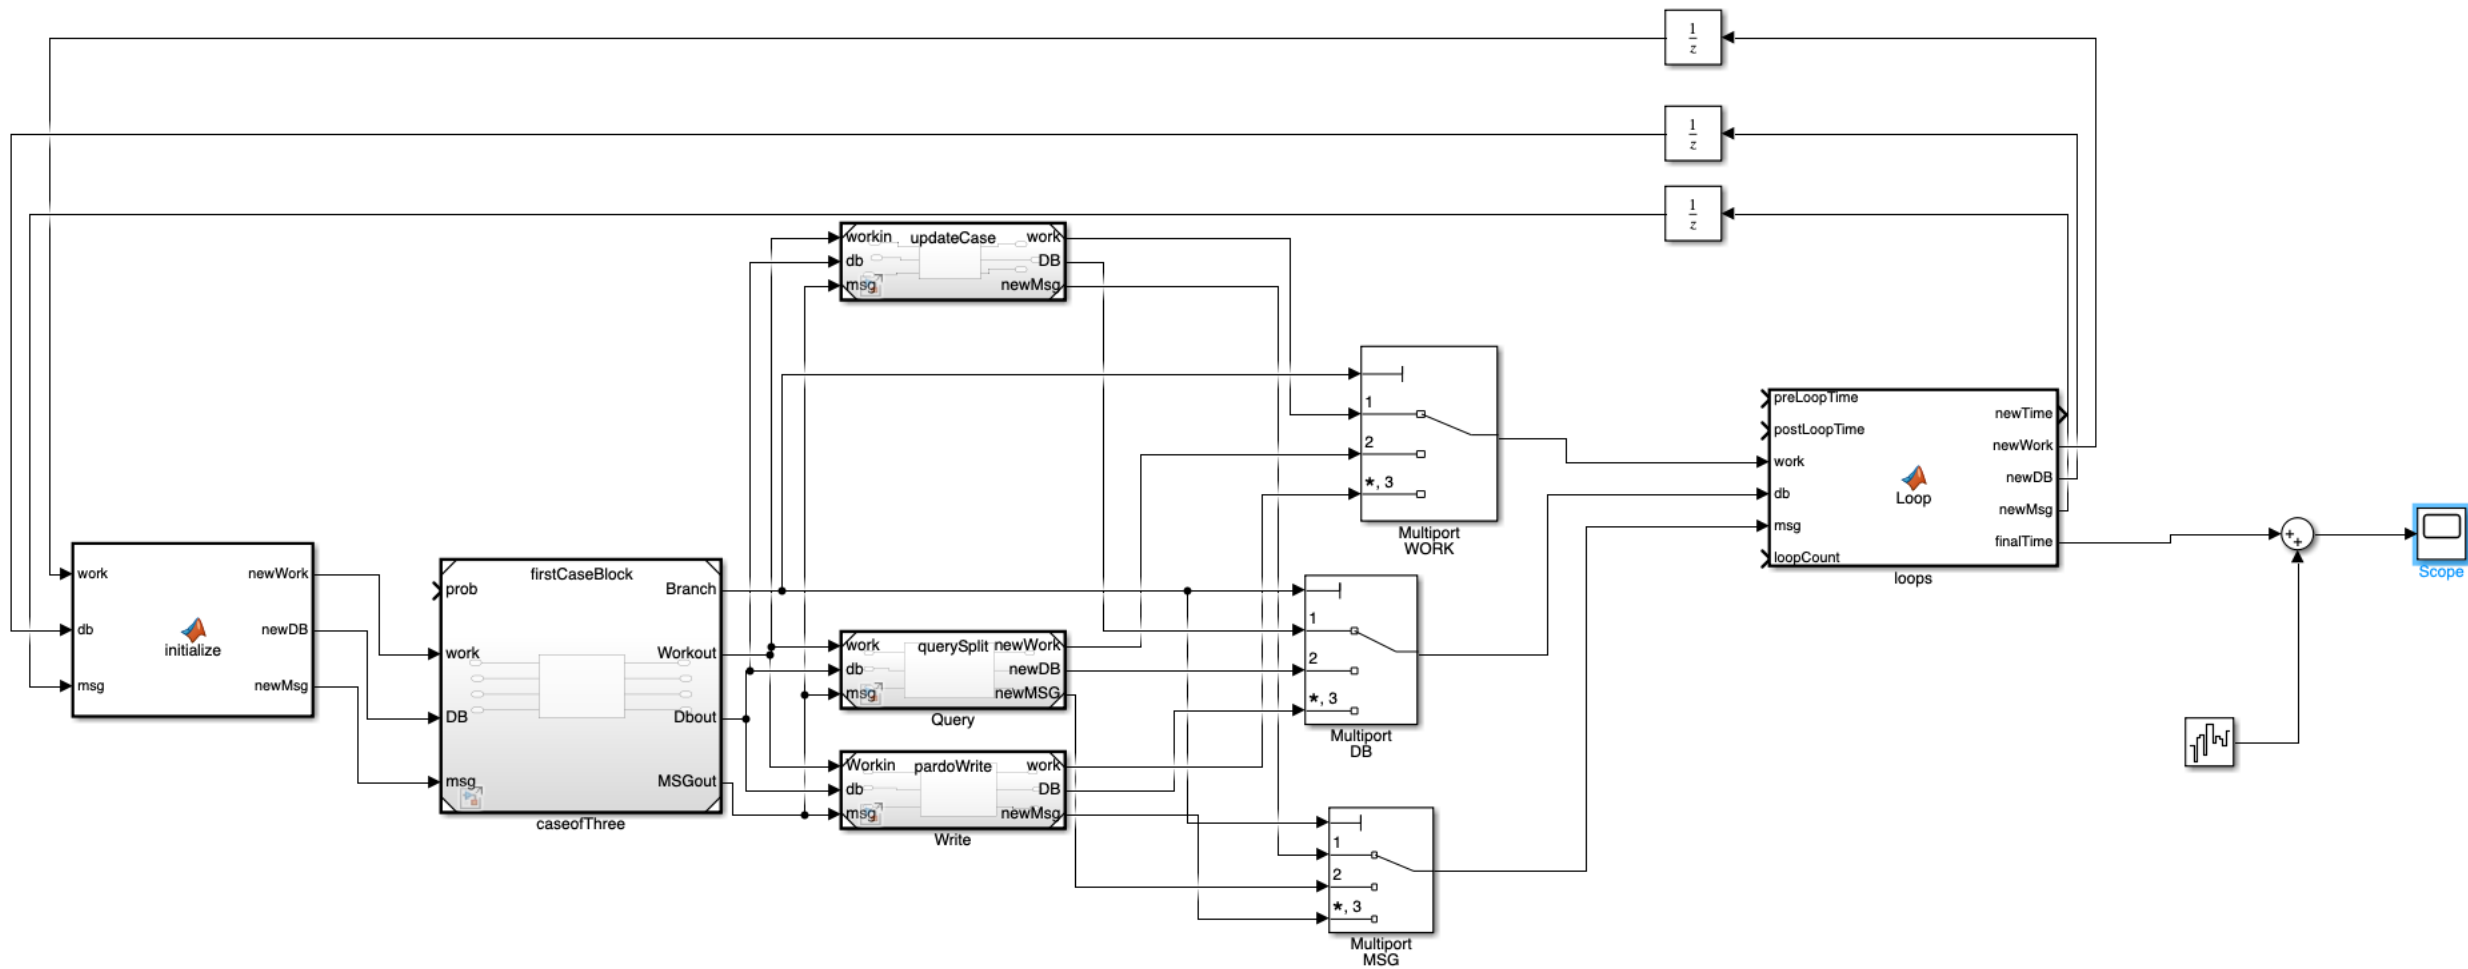 1
z
1
z
1
z
workin
updateCase
work
db
DB
msg
newMsg
1
2
*, 3
Multiport
WORK
preLoopTime
newTime
postLoopTime
newWork
work
newDB
db
Loop
newMsg
msg
finalTime
loopCount
loops
++
Scope
work
newWork
db
newDB
initialize
msg
newMsg
firstCaseBlock
prob
Branch
work
Workout
DB
Dbout
msg
MSGout
caseofThree
work
querySplit
newWork
db
newDB
msg
newMSG
Query
Workin
pardoWrite
work
db
DB
msg
newMsg
Write
1
2
*, 3
Multiport
DB
1
2
*, 3
Multiport
MSG